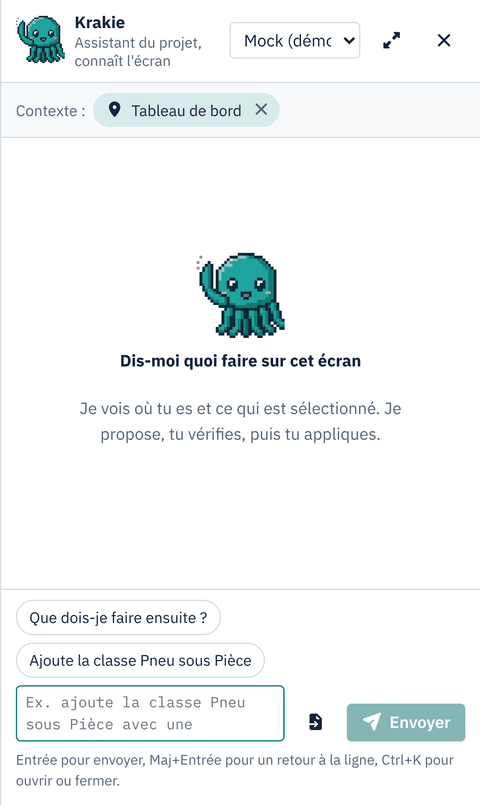 Krakie
Assistant du projet,
connaît l'écran
Mock (démo
Contexte :
Tableau de bord
Dis-moi quoi faire sur cet écran
Je vois où tu es et ce qui est sélectionné. Je
propose, tu vérifies, puis tu appliques.
Que dois-je faire ensuite ?
Ajoute la classe Pneu sous Pièce
Ex. ajoute la classe Pneu
sous Pièce avec une
Envoyer
Entrée pour envoyer, Maj+Entrée pour un retour à la ligne, Ctrl+K pour
ouvrir ou fermer.